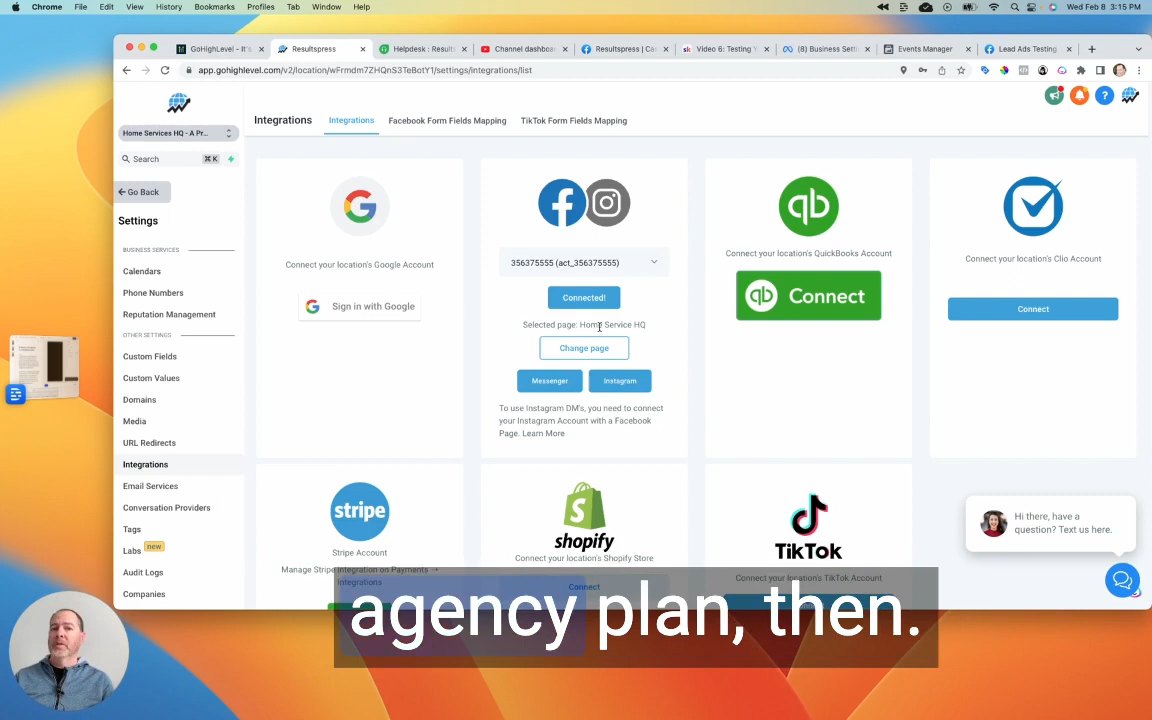 Chrome File Edit View History Bookmarks Profiles Tab Window Help
Wed Feb 8 3:15 PM
GoHighLevel - It's
Resultspress
Helpdesk : Result
Channel dashboa
Resultspress | Ca
Video 6: Testing
(8) Business Sett
Events Manager
Lead Ads Testing
app.gohighlevel.com/v2/location/wFrmdm7ZHQnS3TeBotY1/settings/integrations/list
Home Services HQ - A Pr...
Search ⌘K
Go Back
Settings
BUSINESS SERVICES
Calendars
Phone Numbers
Reputation Management
OTHER SETTINGS
Custom Fields
Custom Values
Domains
Media
URL Redirects
Integrations
Email Services
Conversation Providers
Tags
Labs new
Audit Logs
Companies
Integrations
Integrations
Facebook Form Fields Mapping
TikTok Form Fields Mapping
Connect your location's Google Account
Sign in with Google
356375555 (act_356375555)
Connected!
Selected page: Home Service HQ
Change page
Messenger
Instagram
To use Instagram DM's, you need to connect
your Instagram Account with a Facebook
Page. Learn More
qb
Connect your location's QuickBooks Account
qb Connect
Connect your location's Clio Account
Connect
stripe
Stripe Account
Manage Stripe Integration on Payments →
Integrations
shopify
Connect your location's Shopify Store
Connect
TikTok
Connect your location's TikTok Account
Hi there, have a
question? Text us here.
agency plan, then.